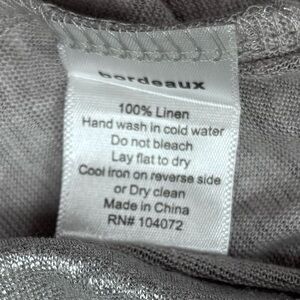 bordeaux
100% Linen
Hand wash in cold water
Do not bleach
Lay flat to dry
Cool iron on reverse side
or Dry clean
Made in China
RN# 104072